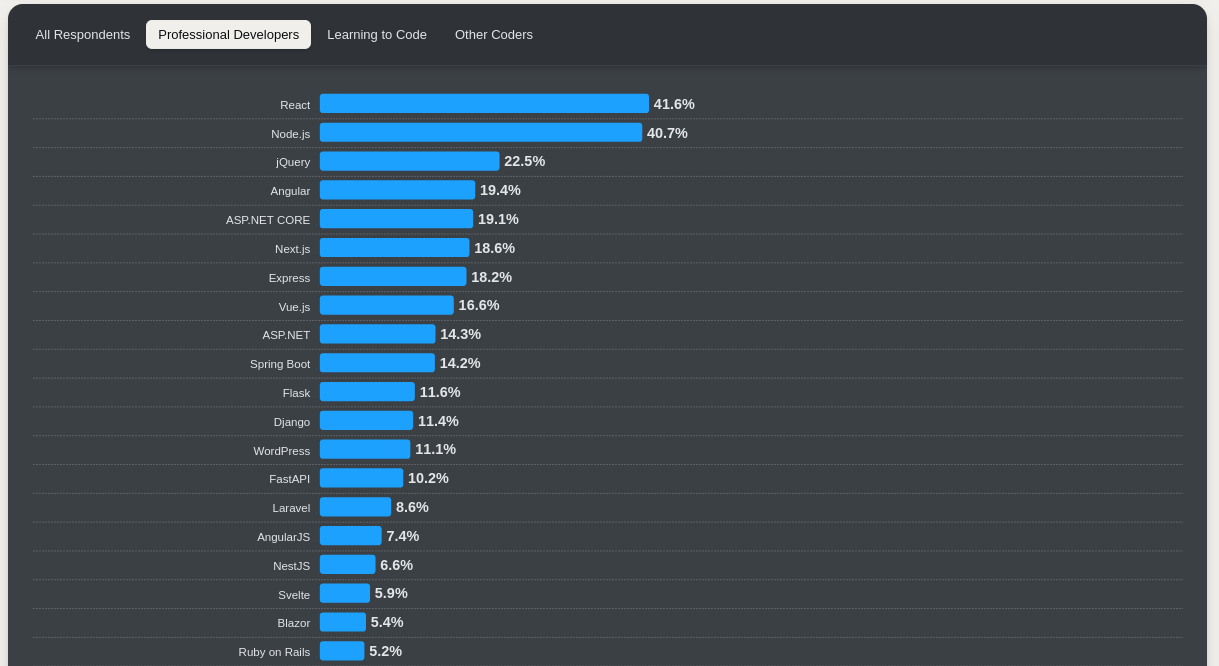 All Respondents Professional Developers Learning to Code Other Coders
React 41.6%
Node.js 40.7%
jQuery 22.5%
Angular 19.4%
ASP.NET CORE 19.1%
Next.js 18.6%
Express 18.2%
Vue.js 16.6%
ASP.NET 14.3%
Spring Boot 14.2%
Flask 11.6%
Django 11.4%
WordPress 11.1%
FastAPI 10.2%
Laravel 8.6%
AngularJS 7.4%
NestJS 6.6%
Svelte 5.9%
Blazor 5.4%
Ruby on Rails 5.2%